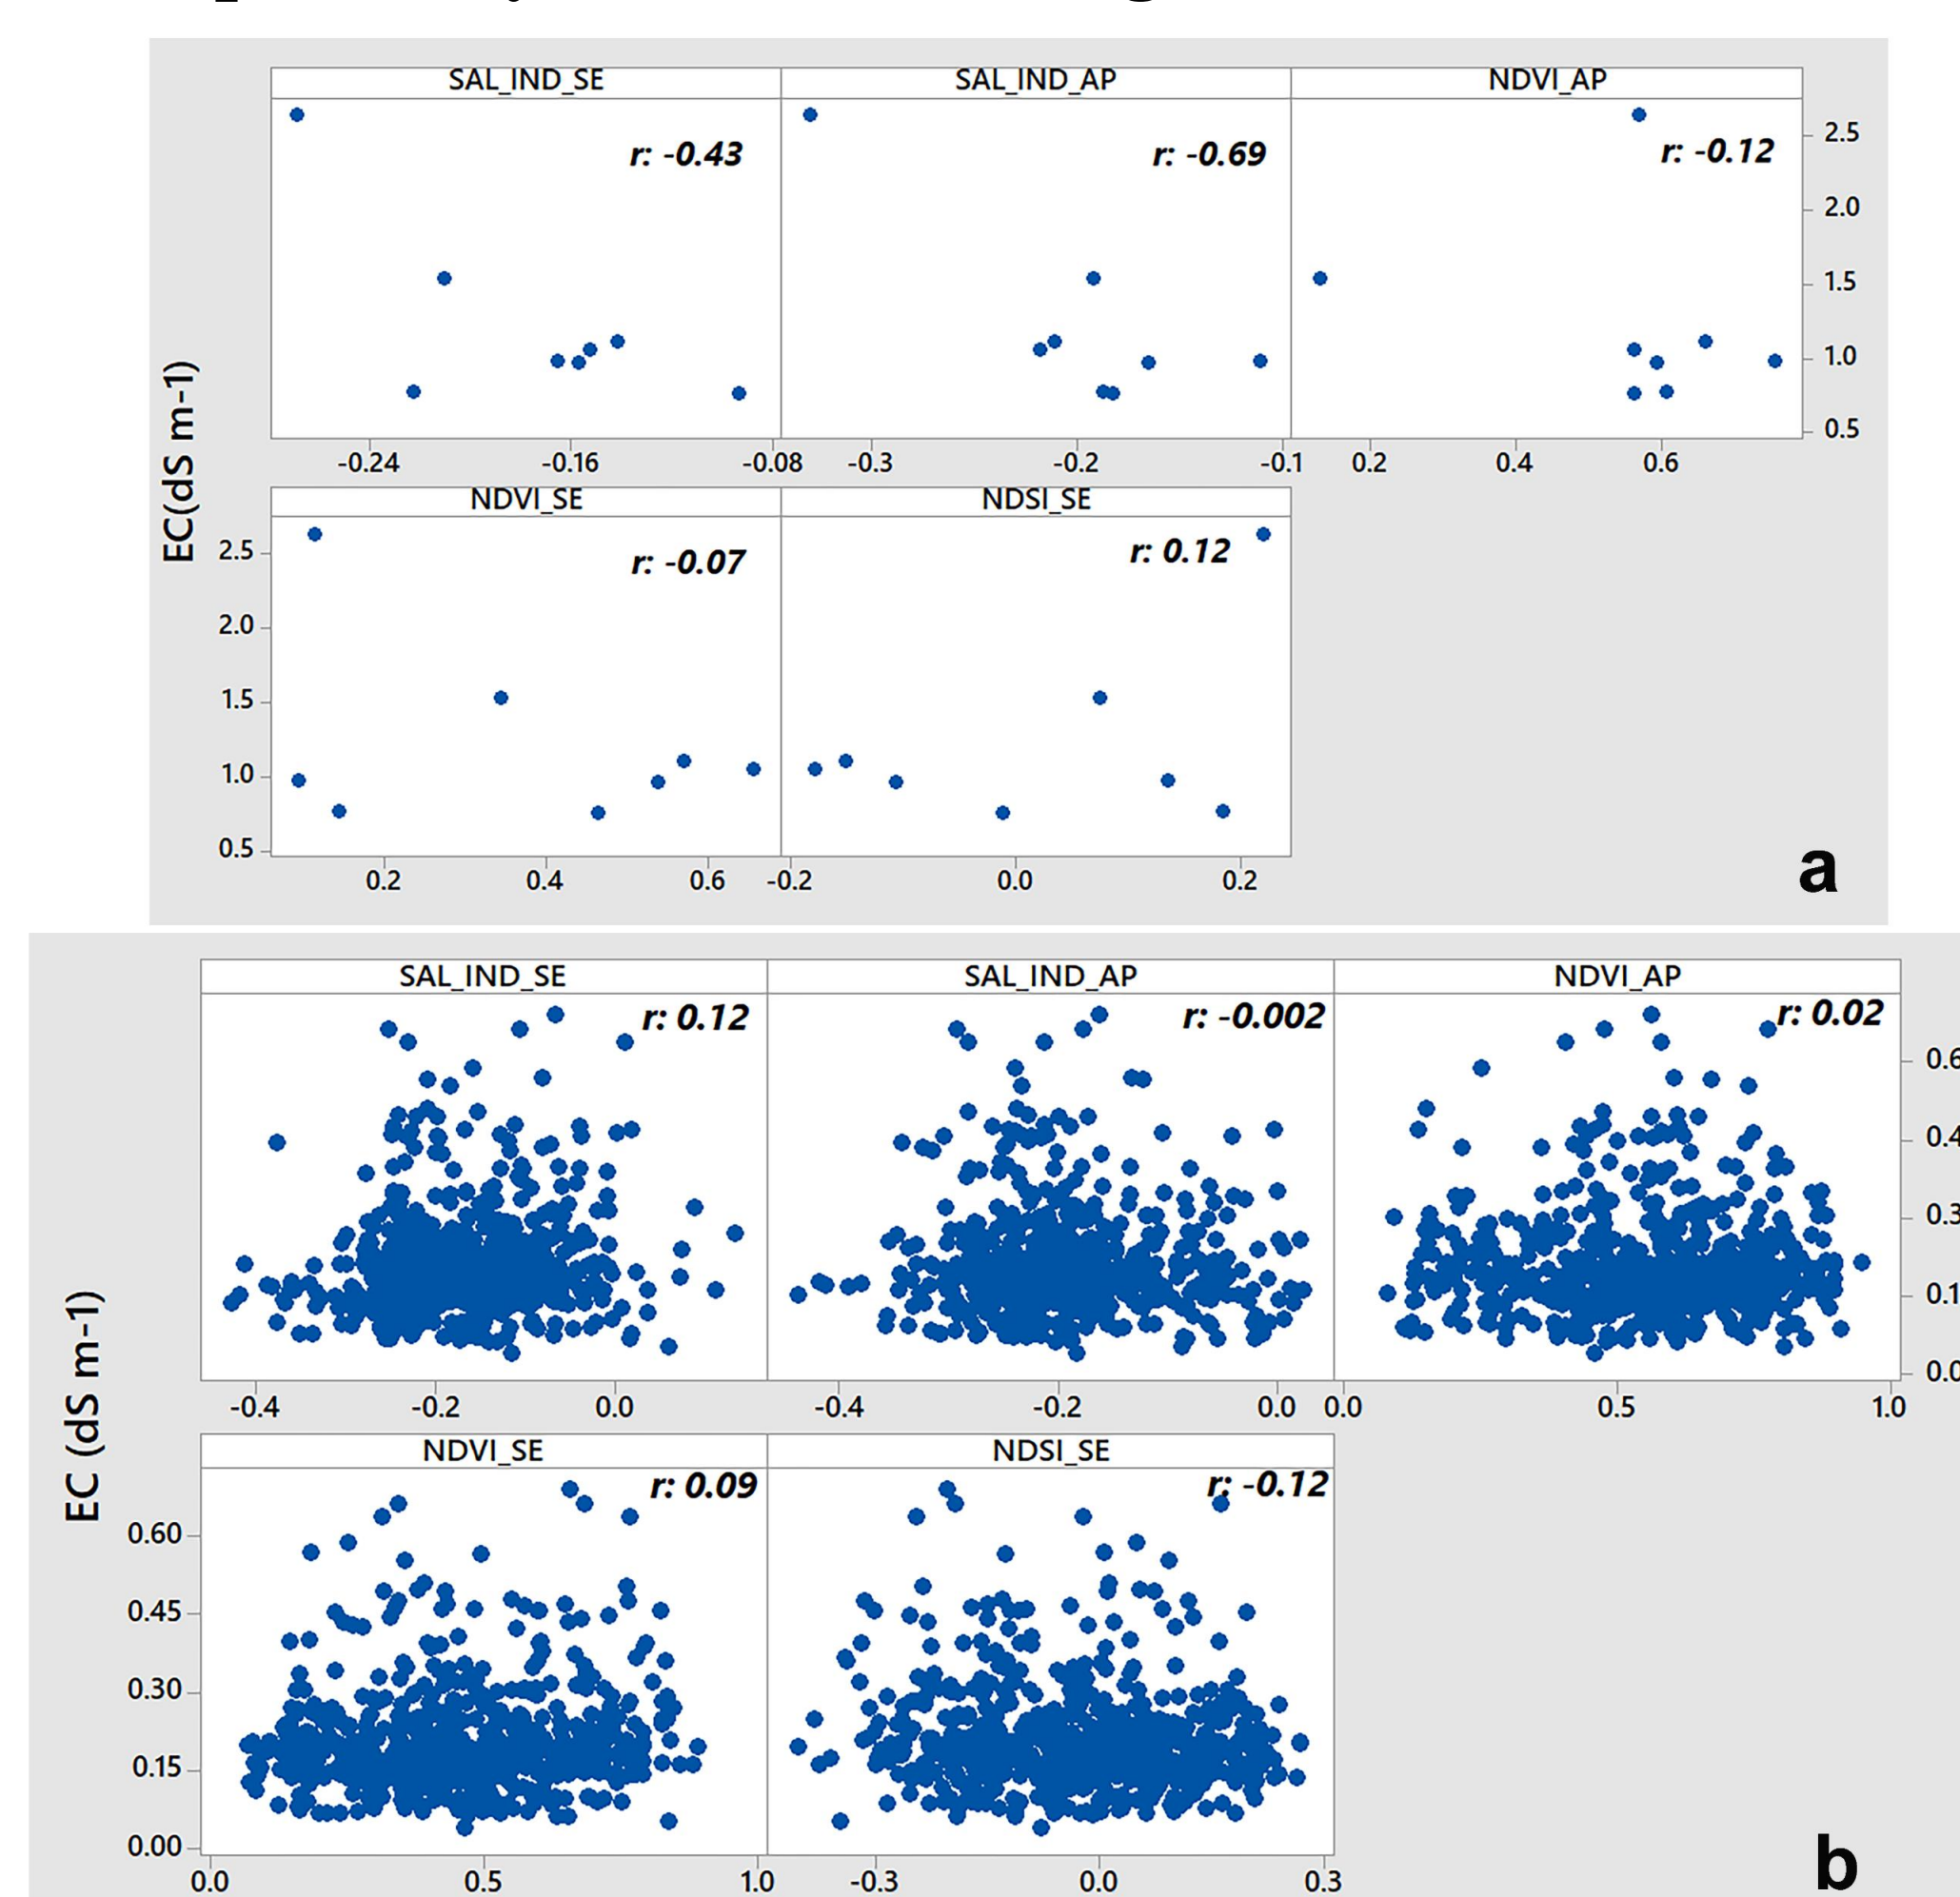 SAL_IND_SE SAL_IND_AP NDVI_AP
r: -0.43 r: -0.69 r: -0.12
2.5
2.0
1.5
1.0
0.5
-0.24 -0.16 -0.08 -0.3 -0.2 -0.1 0.2 0.4 0.6
EC(dS m-1)
NDVI_SE NDSI_SE
r: -0.07 r: 0.12
2.5
2.0
1.5
1.0
0.5
0.2 0.4 0.6 -0.2 0.0 0.2
a
SAL_IND_SE SAL_IND_AP NDVI_AP
r: 0.12 r: -0.002 r: 0.02
0.6
0.4
0.3
0.1
0.0
-0.4 -0.2 0.0 -0.4 -0.2 0.0 0.0 0.5 1.0
EC (dS m-1)
NDVI_SE NDSI_SE
r: 0.09 r: -0.12
0.60
0.45
0.30
0.15
0.00
0.0 0.5 1.0 -0.3 0.0 0.3
b